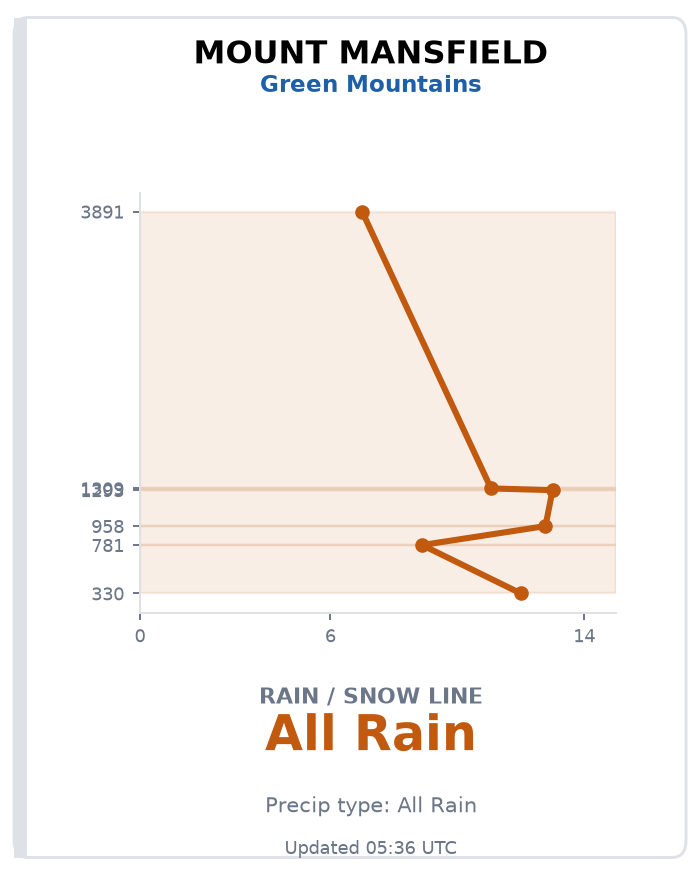 MOUNT MANSFIELD
Green Mountains
3891
958
781
330
0 6 14
RAIN / SNOW LINE
All Rain
Precip type: All Rain
Updated 05:36 UTC